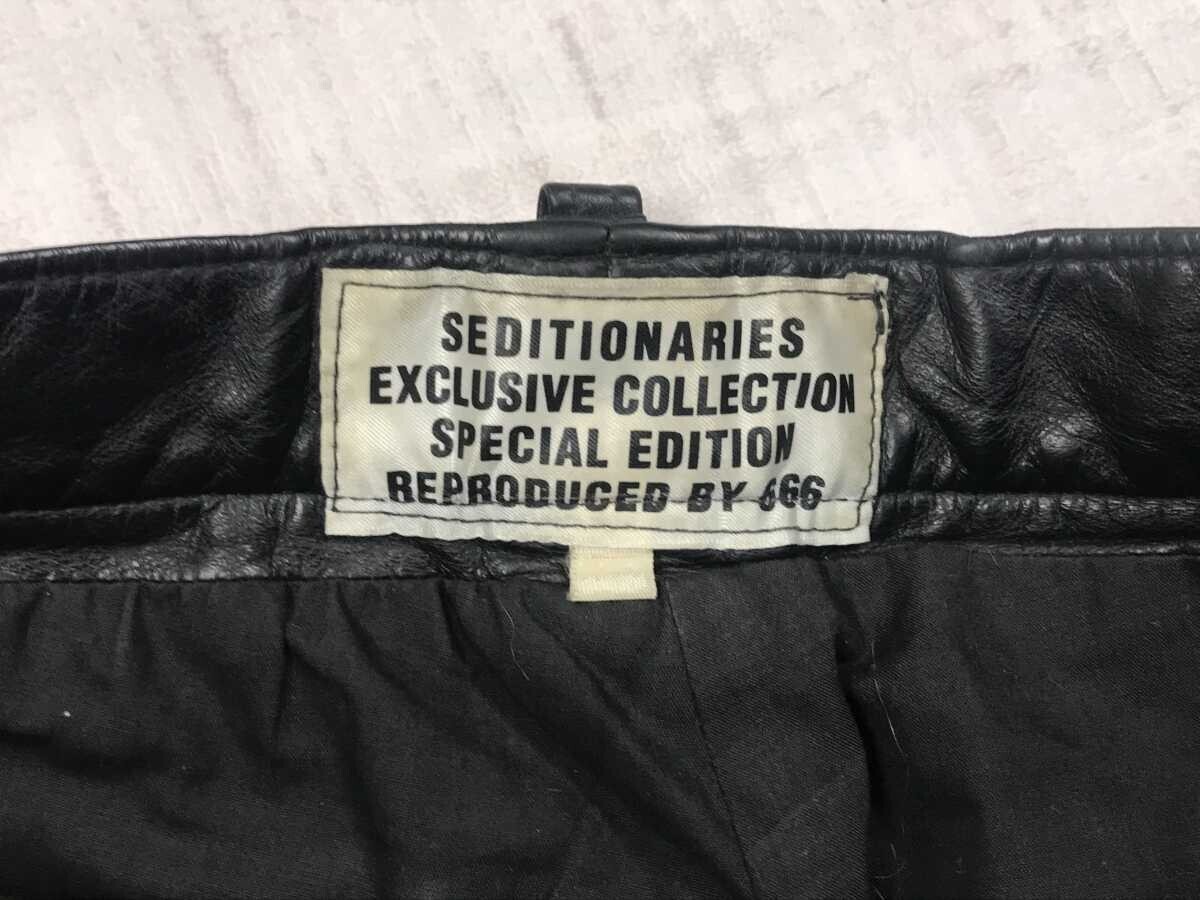 SEDITIONARIES
EXCLUSIVE COLLECTION
SPECIAL EDITION
REPRODUCED BY 666